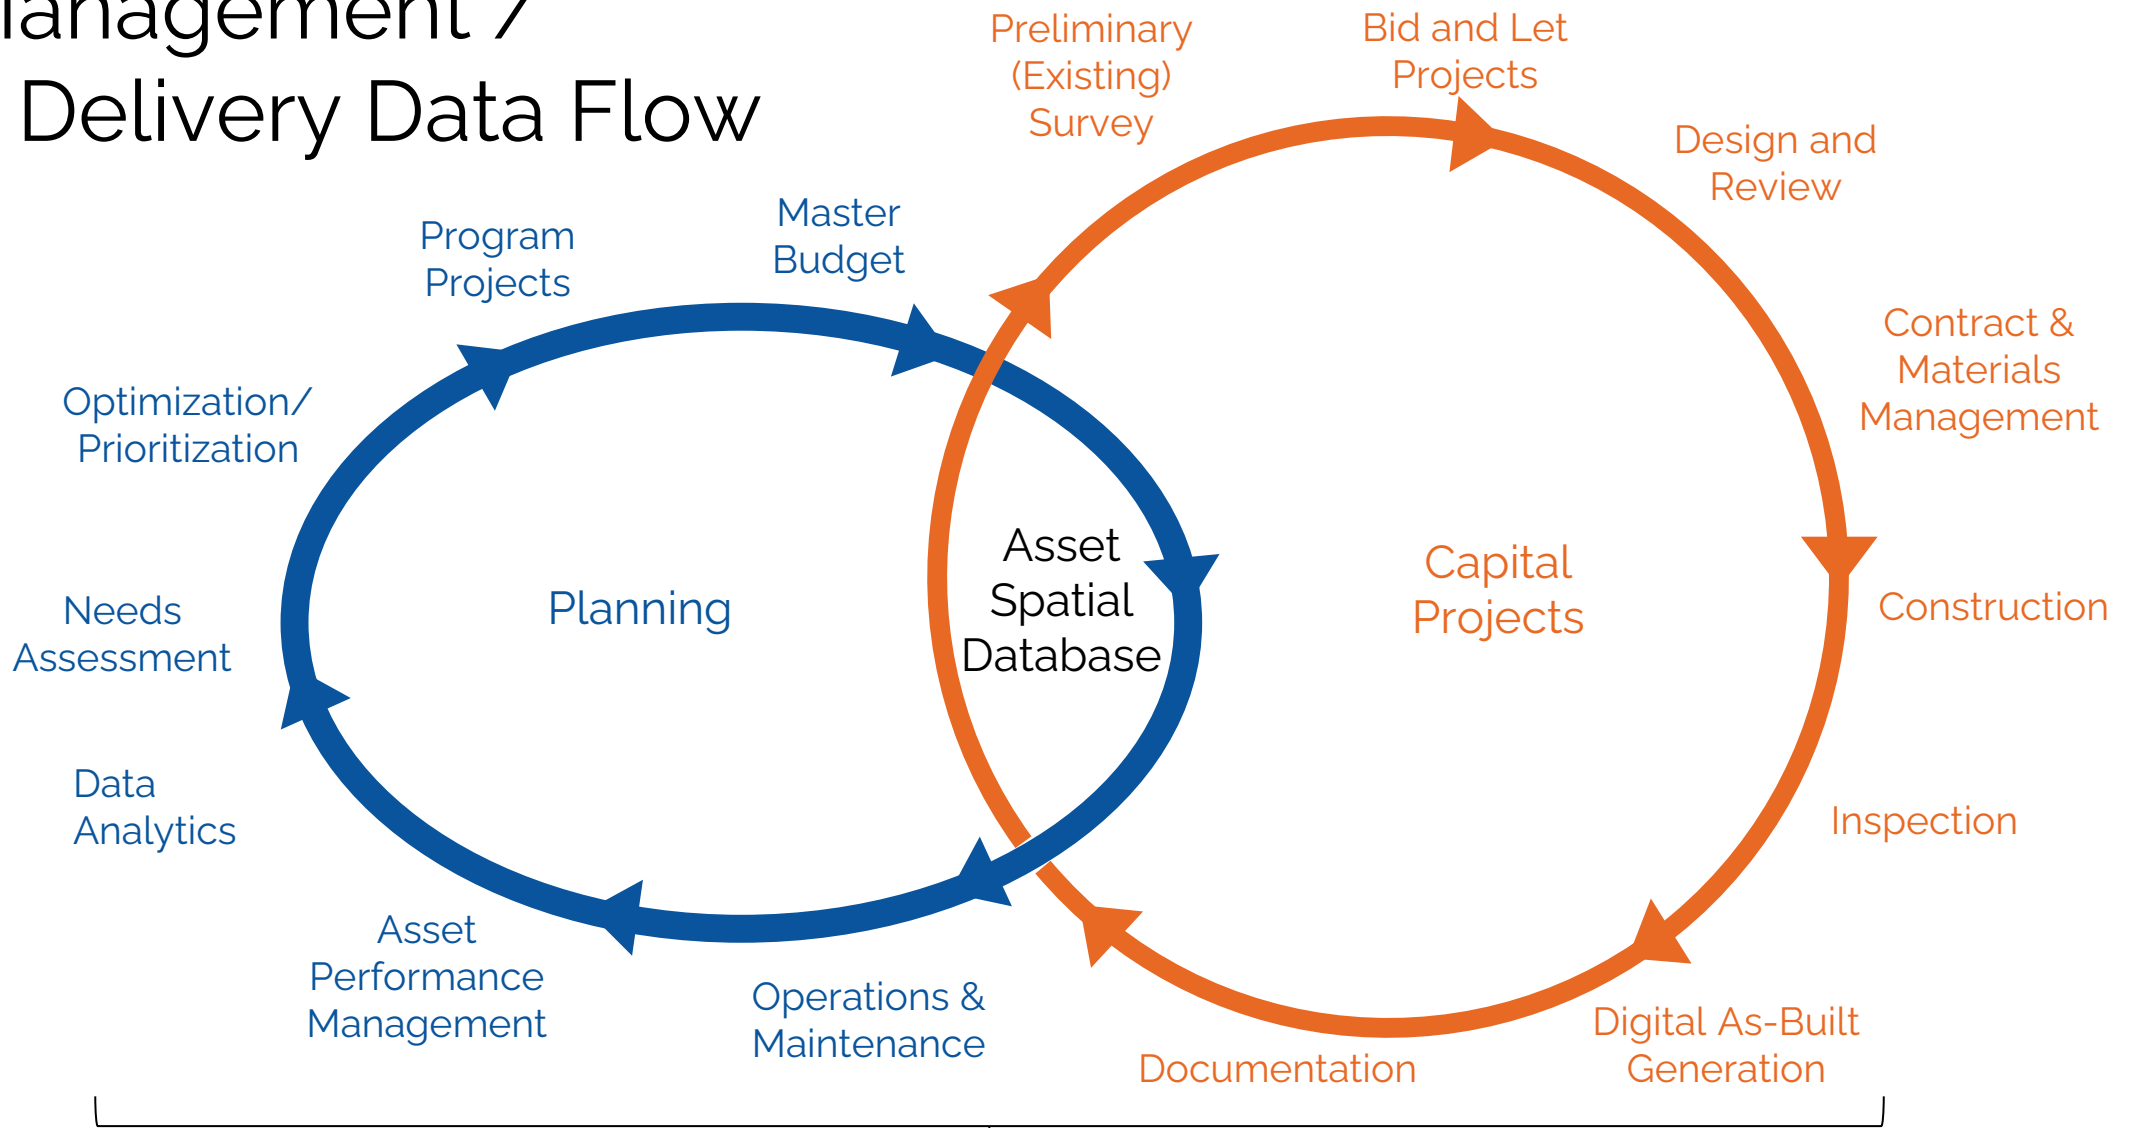 Delivery Data Flow
Preliminary
(Existing)
Survey
Bid and Let
Projects
Design and
Review
Contract &
Materials
Management
Construction
Inspection
Digital As-Built
Generation
Documentation
Capital
Projects
Asset
Spatial
Database
Planning
Master
Budget
Program
Projects
Optimization/
Prioritization
Needs
Assessment
Data
Analytics
Asset
Performance
Management
Operations &
Maintenance